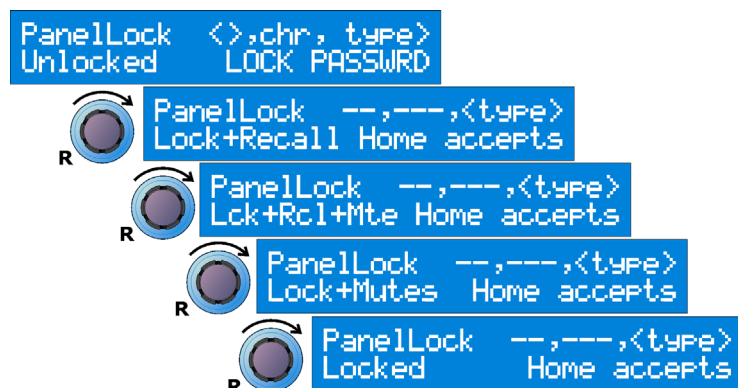 PanelLock <>,chr, type>
Unlocked LOCK PASSWRD
R
PanelLock --,---,<type>
Lock+Recall Home accepts
R
PanelLock --,---,<type>
Lck+Rcl+Mte Home accepts
R
PanelLock --,---,<type>
Lock+Mutes Home accepts
R
PanelLock --,---,<type>
Locked Home accepts